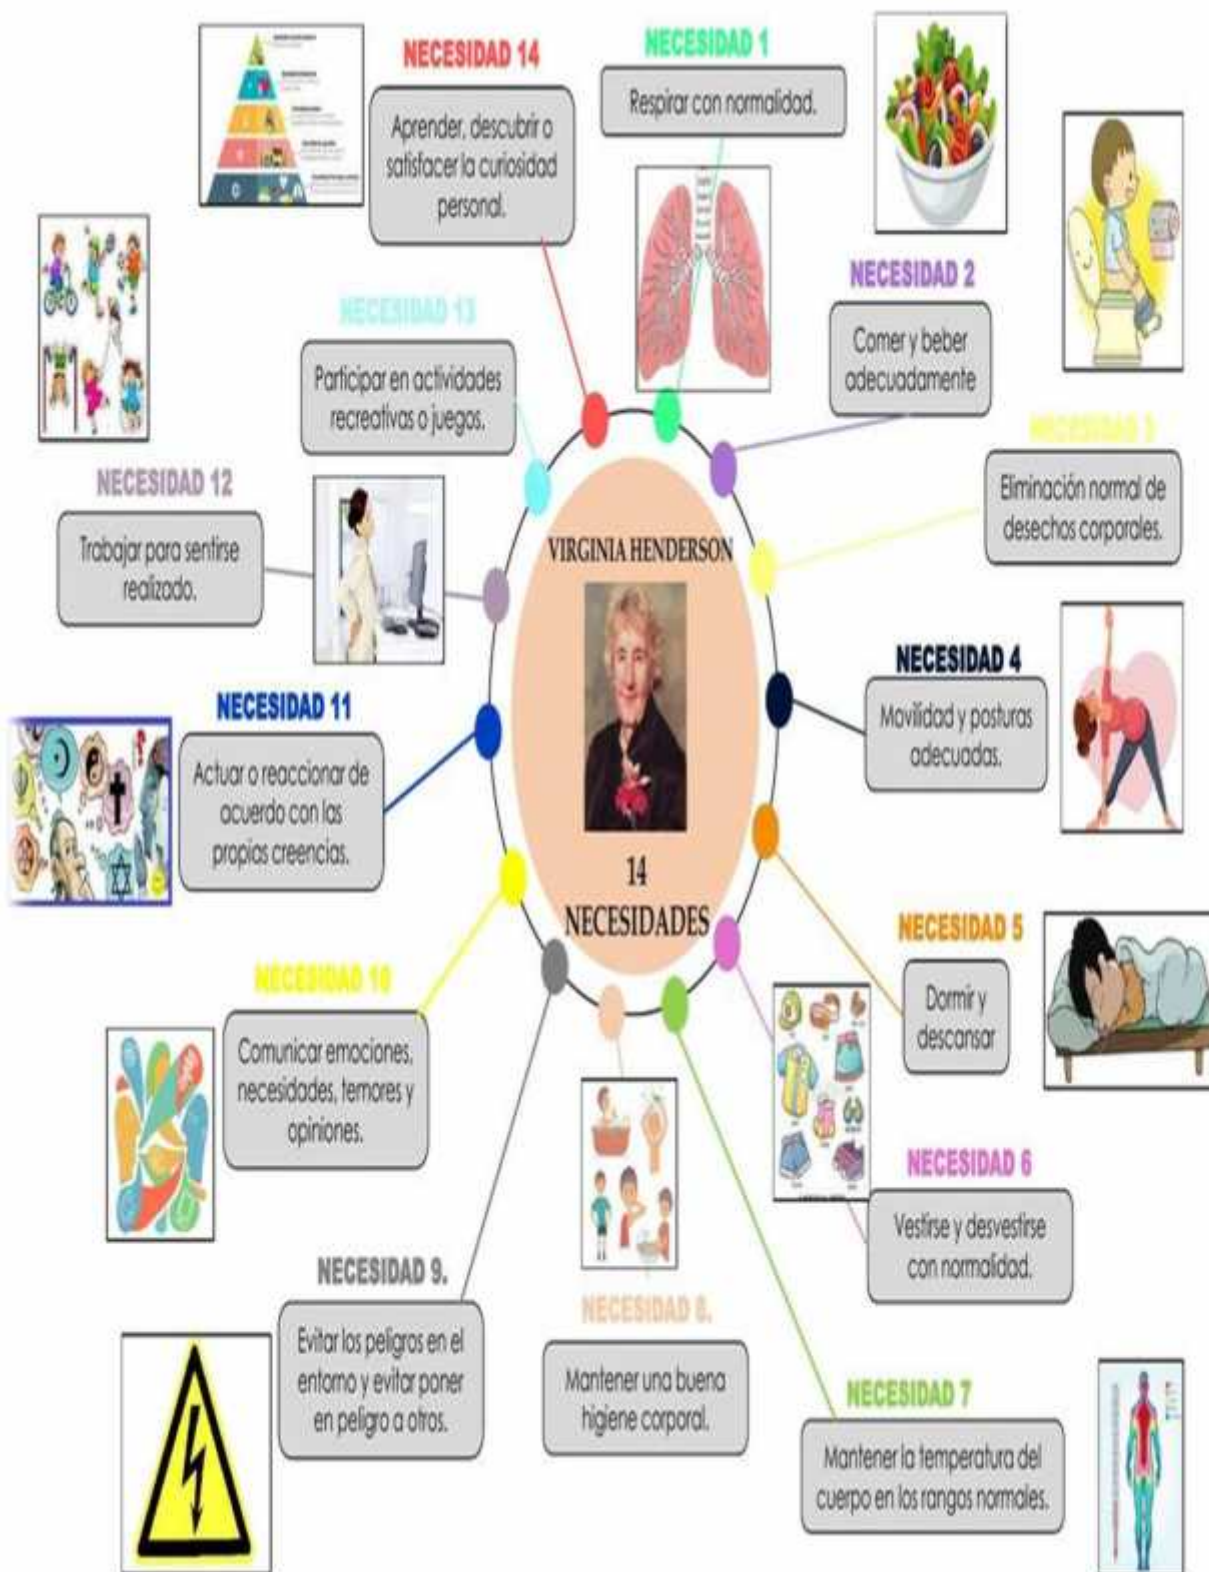 VIRGINIA HENDERSON
14
NECESIDADES
NECESIDAD 1
Respirar con normalidad.
NECESIDAD 2
Comer y beber
adecuadamente
NECESIDAD 3
Eliminación normal de
desechos corporales.
NECESIDAD 4
Movilidad y posturas
adecuadas.
NECESIDAD 5
Dormir y
descansar
NECESIDAD 6
Vestirse y desvestirse
con normalidad.
NECESIDAD 7
Mantener la temperatura del
cuerpo en los rangos normales.
NECESIDAD 8.
Mantener una buena
higiene corporal.
NECESIDAD 9.
Evitar los peligros en el
entorno y evitar poner
en peligro a otros.
NECESIDAD 10
Comunicar emociones,
necesidades, temores y
opiniones.
NECESIDAD 11
Actuar o reaccionar de
acuerdo con las
propias creencias.
NECESIDAD 12
Trabajar para sentirse
realizado.
NECESIDAD 13
Participar en actividades
recreativas o juegos.
NECESIDAD 14
Aprender, descubrir o
satisfacer la curiosidad
personal.